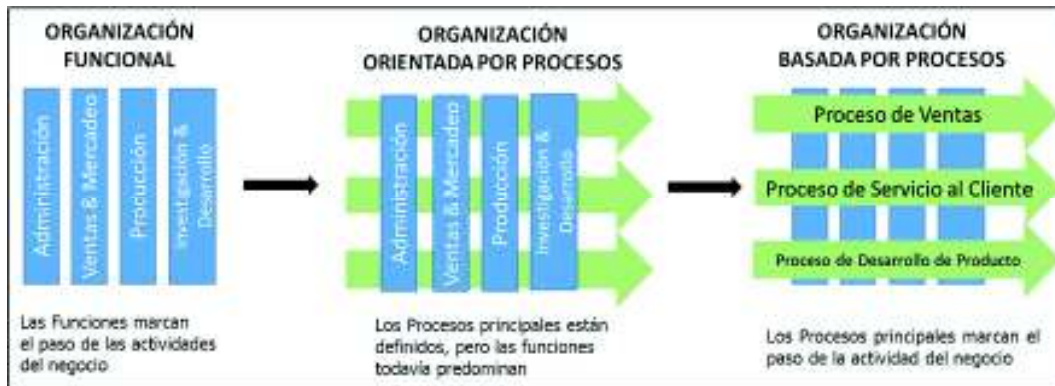 ORGANIZACIÓN
FUNCIONAL
Administración
Ventas & Mercadeo
Producción
Investigación &
Desarrollo
Las Funciones marcan
el paso de las actividades
del negocio
ORGANIZACIÓN
ORIENTADA POR PROCESOS
Administración
Ventas & Mercadeo
Producción
Investigación &
Desarrollo
Los Procesos principales están
definidos, pero las funciones
todavía predominan
ORGANIZACIÓN
BASADA POR PROCESOS
Proceso de Ventas
Proceso de Servicio al Cliente
Proceso de Desarrollo de Producto
Los Procesos principales marcan el
paso de la actividad del negocio